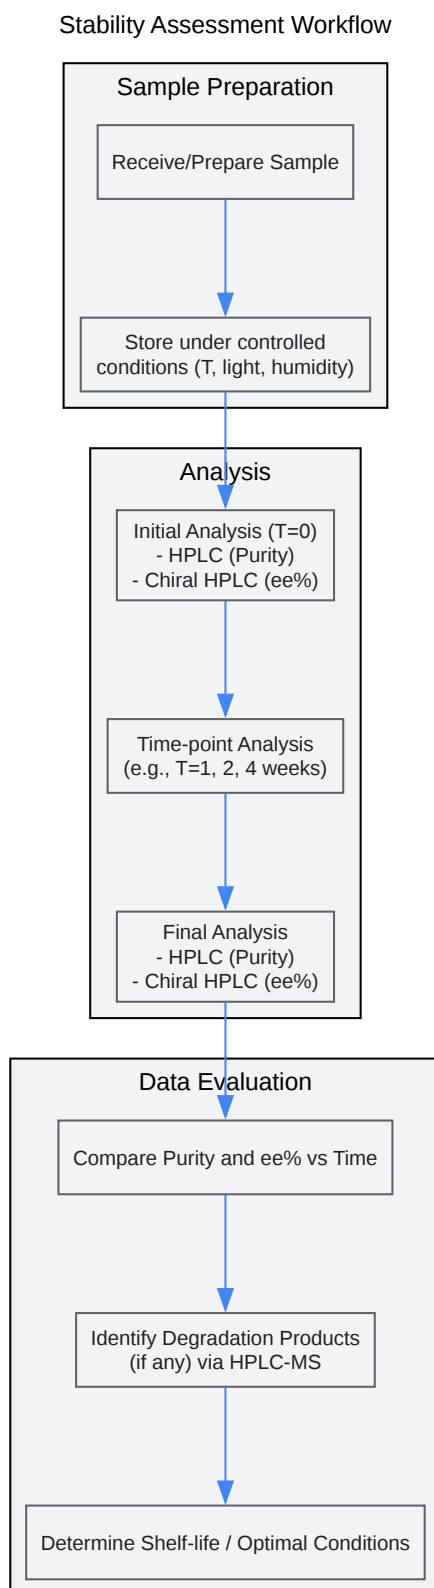 Stability Assessment Workflow
Sample Preparation
Receive/Prepare Sample
Store under controlled
conditions (T, light, humidity)
Analysis
Initial Analysis (T=0)
- HPLC (Purity)
- Chiral HPLC (ee%)
Time-point Analysis
(e.g., T=1, 2, 4 weeks)
Final Analysis
- HPLC (Purity)
- Chiral HPLC (ee%)
Data Evaluation
Compare Purity and ee% vs Time
Identify Degradation Products
(if any) via HPLC-MS
Determine Shelf-life / Optimal Conditions